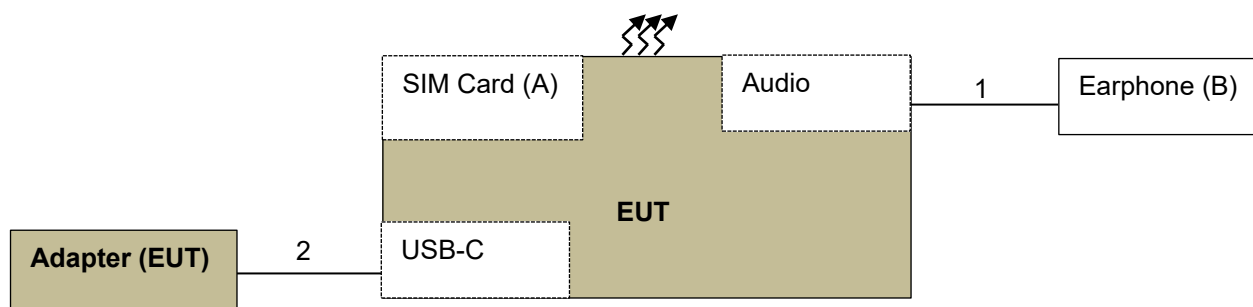 SIM Card (A)
Audio
1
Earphone (B)
EUT
Adapter (EUT)
2
USB-C